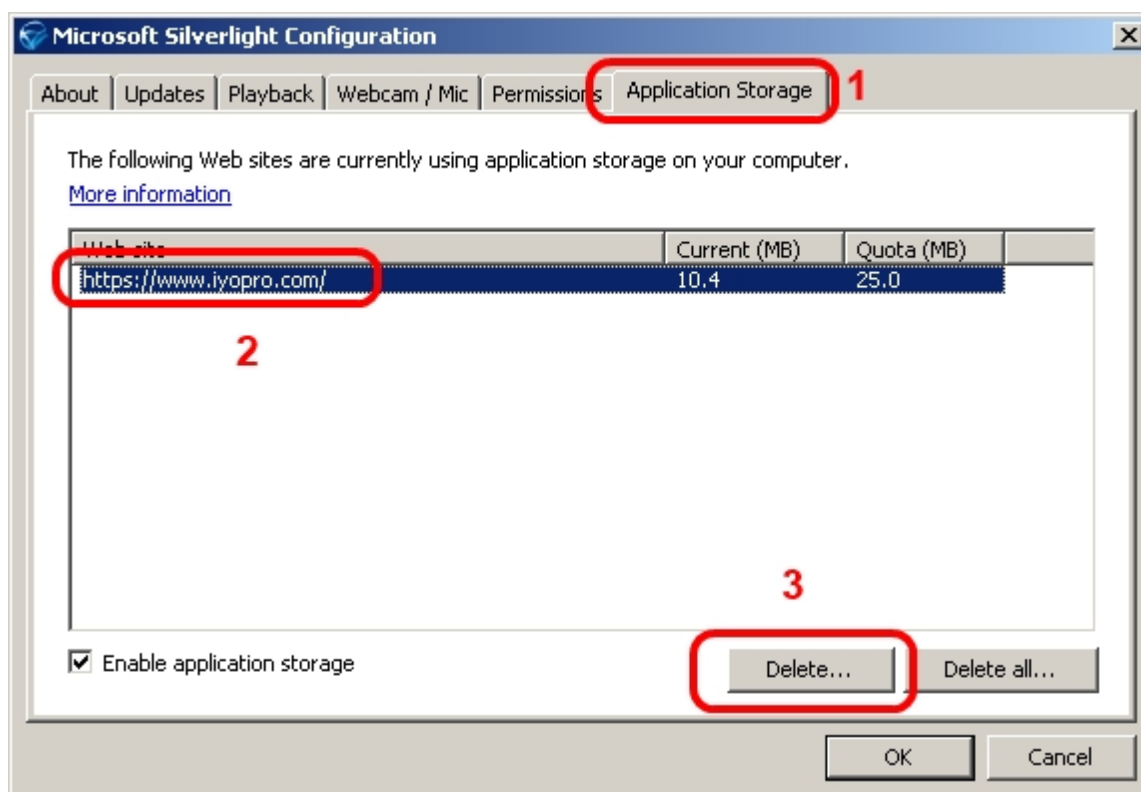 Microsoft Silverlight Configuration
About Updates Playback Webcam / Mic Permissions Application Storage 1
The following Web sites are currently using application storage on your computer.
More information
Web site Current (MB) Quota (MB)
https://www.iyopro.com/ 10.4 25.0
2
3
Enable application storage Delete... Delete all...
OK Cancel